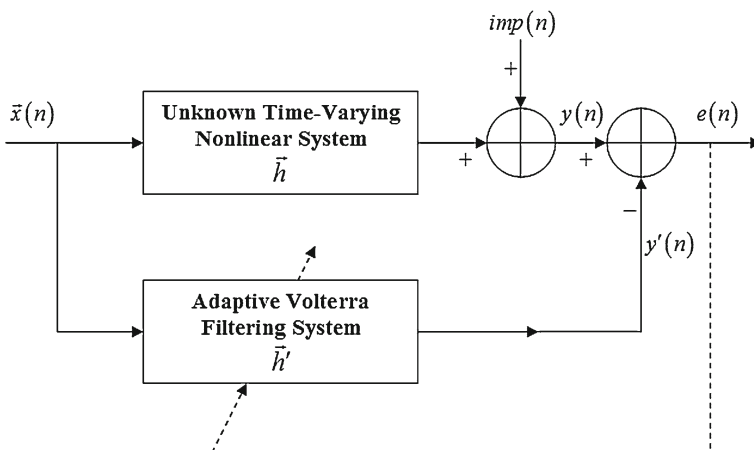 imp(n)
+
x⃗(n)
Unknown Time-Varying
Nonlinear System
h⃗
+
y(n)
+
e(n)
−
y′(n)
Adaptive Volterra
Filtering System
h⃗′